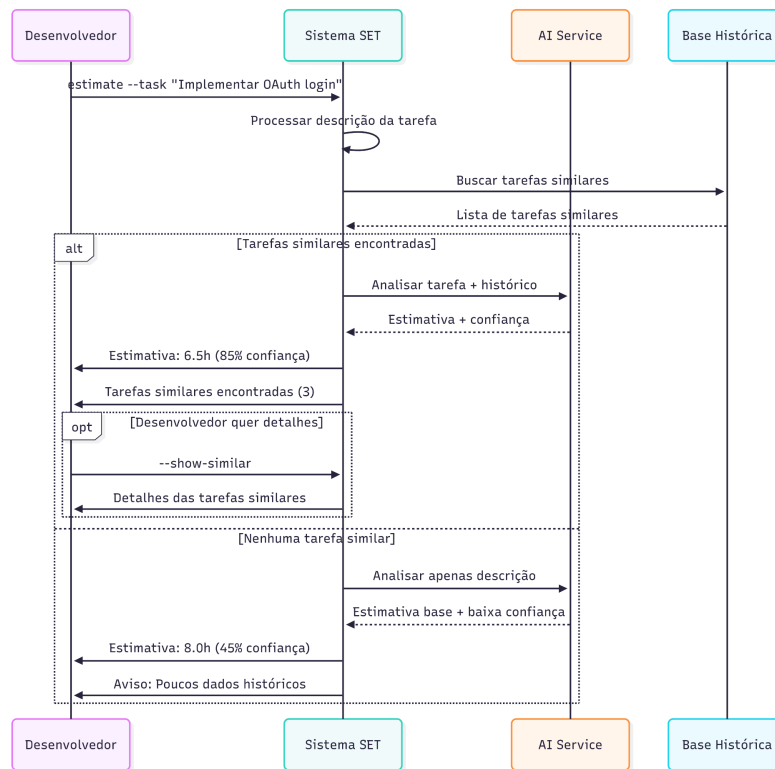 Desenvolvedor
Sistema SET
AI Service
Base Histórica
estimate --task "Implementar OAuth login"
Processar descrição da tarefa
Buscar tarefas similares
Lista de tarefas similares
alt
[Tarefas similares encontradas]
Analisar tarefa + histórico
Estimativa + confiança
Estimativa: 6.5h (85% confiança)
Tarefas similares encontradas (3)
opt
[Desenvolvedor quer detalhes]
--show-similar
Detalhes das tarefas similares
[Nenhuma tarefa similar]
Analisar apenas descrição
Estimativa base + baixa confiança
Estimativa: 8.0h (45% confiança)
Aviso: Poucos dados históricos
Desenvolvedor
Sistema SET
AI Service
Base Histórica